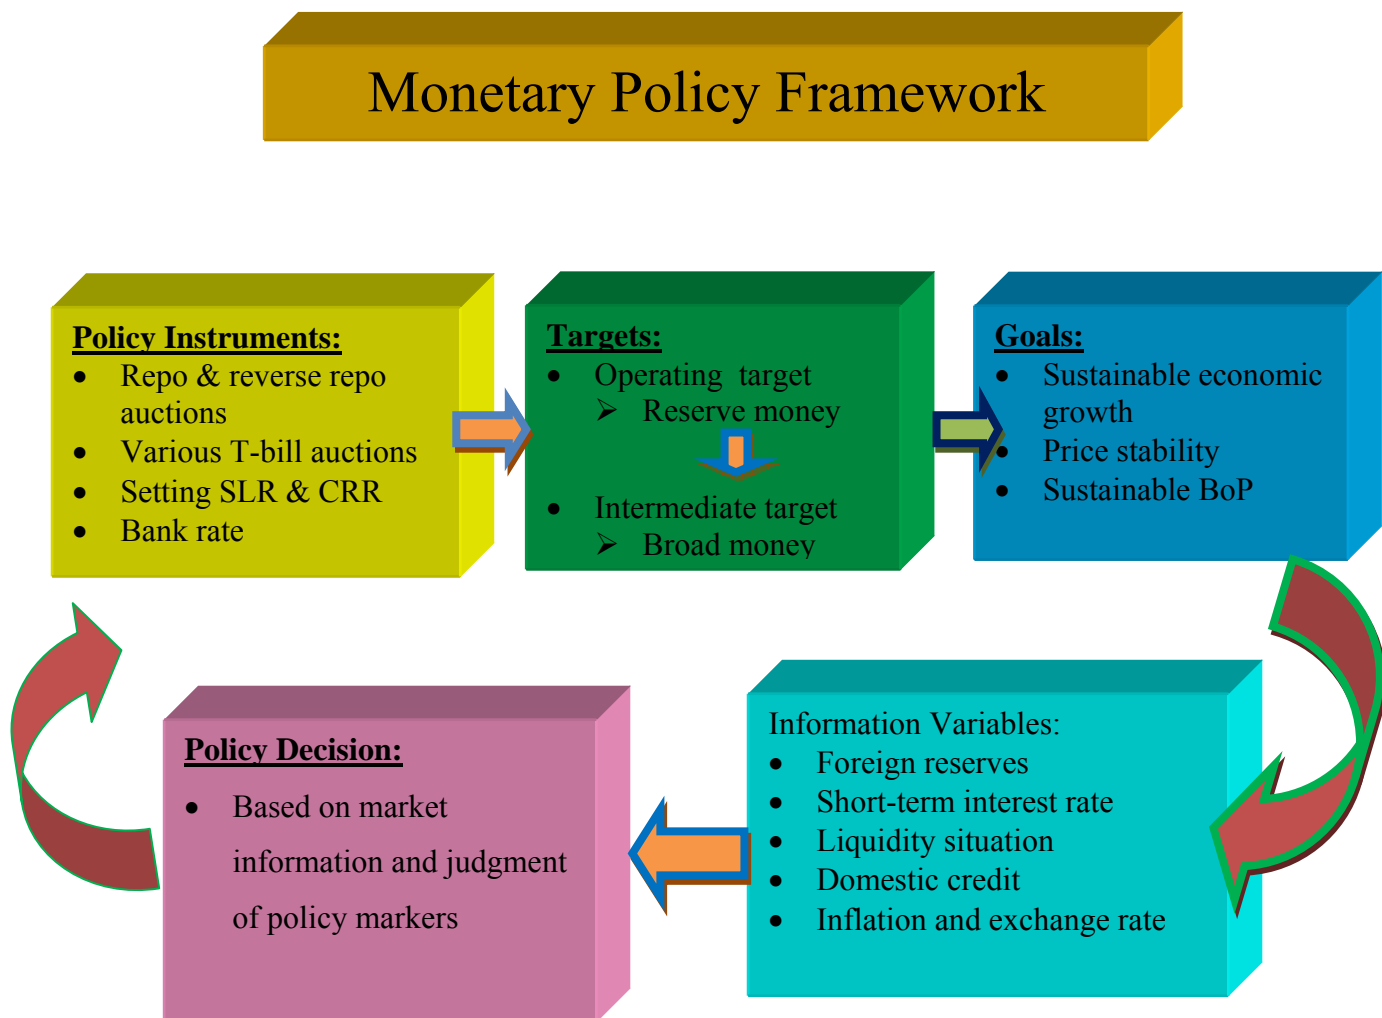 Monetary Policy Framework
Policy Instruments:
• Repo & reverse repo
auctions
• Various T-bill auctions
• Setting SLR & CRR
• Bank rate
Targets:
• Operating target
➢ Reserve money
• Intermediate target
➢ Broad money
Goals:
• Sustainable economic
growth
• Price stability
• Sustainable BoP
Policy Decision:
• Based on market
information and judgment
of policy markers
Information Variables:
• Foreign reserves
• Short-term interest rate
• Liquidity situation
• Domestic credit
• Inflation and exchange rate